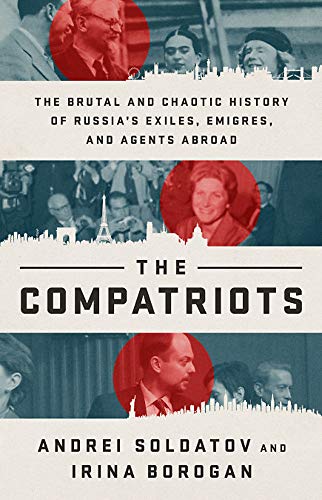 THE BRUTAL AND CHAOTIC HISTORY
OF RUSSIA'S EXILES, EMIGRES,
AND AGENTS ABROAD
THE
COMPATRIOTS
ANDREI SOLDATOV AND
IRINA BOROGAN